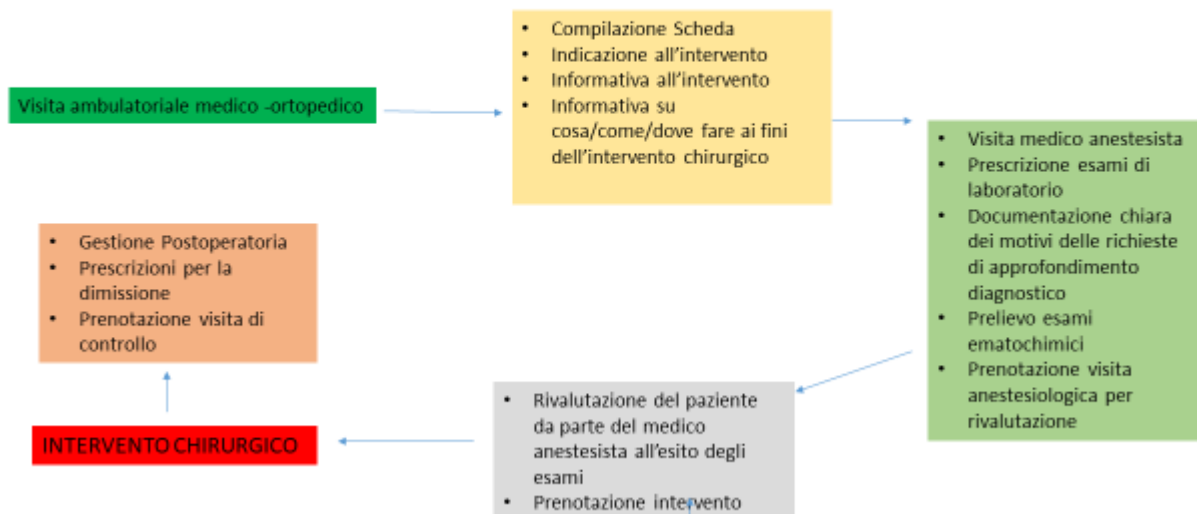 Visita ambulatoriale medico -ortopedico
• Compilazione Scheda
• Indicazione all'intervento
• Informativa all'intervento
• Informativa su
cosa/come/dove fare ai fini
dell'intervento chirurgico
• Visita medico anestesista
• Prescrizione esami di
laboratorio
• Documentazione chiara
dei motivi delle richieste
di approfondimento
diagnostico
• Prelievo esami
ematochimici
• Prenotazione visita
anestesiologica per
rivalutazione
• Rivalutazione del paziente
da parte del medico
anestesista all'esito degli
esami
• Prenotazione intervento
INTERVENTO CHIRURGICO
• Gestione Postoperatoria
• Prescrizioni per la
dimissione
• Prenotazione visita di
controllo